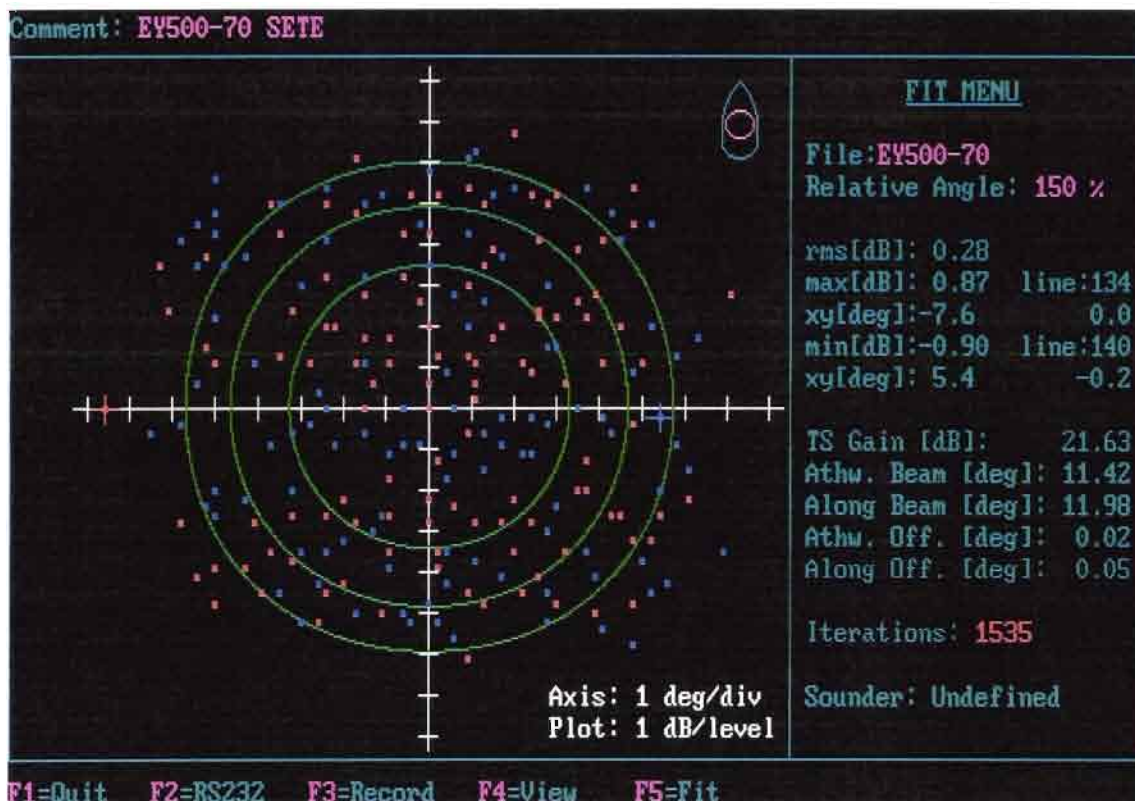 Comment: EY500-70 SETE
FIT MENU
File:EY500-70
Relative Angle: 150 %
rms[dB]: 0.28
max[dB]: 0.87 line:134
xy[deg]:-7.6 0.0
min[dB]:-0.90 line:140
xy[deg]: 5.4 -0.2
TS Gain [dB]: 21.63
Athw. Beam [deg]: 11.42
Along Beam [deg]: 11.98
Athw. Off. [deg]: 0.02
Along Off. [deg]: 0.05
Iterations: 1535
Sounder: Undefined
Axis: 1 deg/div
Plot: 1 dB/level
F1=Quit F2=RS232 F3=Record F4=View F5=Fit